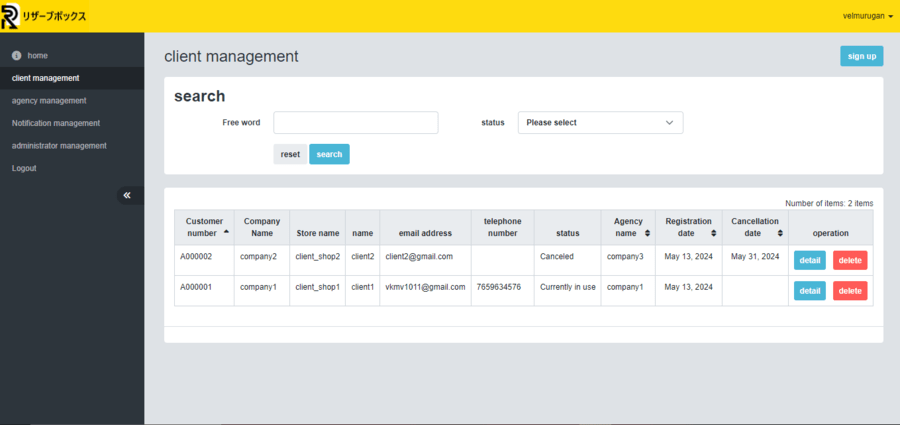 リザーブボックス
velmurugan
home
client management
agency management
Notification management
administrator management
Logout
client management
sign up
search
Free word
status
Please select
reset
search
Number of items: 2 items
Customer number
Company Name
Store name
name
email address
telephone number
status
Agency name
Registration date
Cancellation date
operation
A000002 company2 client_shop2 client2 client2@gmail.com Canceled company3 May 13, 2024 May 31, 2024 detail delete
A000001 company1 client_shop1 client1 vkmv1011@gmail.com 7659634576 Currently in use company1 May 13, 2024 detail delete